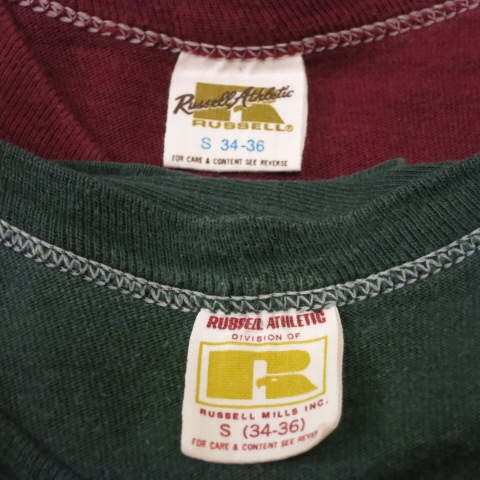 Russell Athletic
RUSSELL®
S 34-36
FOR CARE & CONTENT SEE REVERSE
RUSSELL ATHLETIC
DIVISION OF
RUSSELL MILLS INC.
S (34-36)
FOR CARE & CONTENT SEE REVERSE